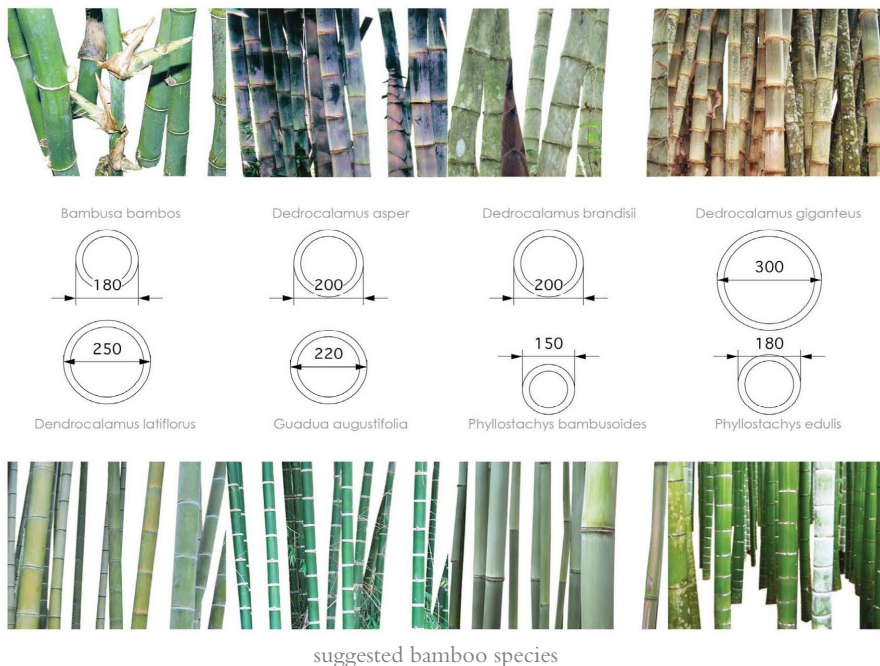 Bambusa bambos
Dedrocalamus asper
Dedrocalamus brandisii
Dedrocalamus giganteus
180
200
200
300
250
220
150
180
Dendrocalamus latiflorus
Guadua augustifolia
Phyllostachys bambusoides
Phyllostachys edulis
suggested bamboo species